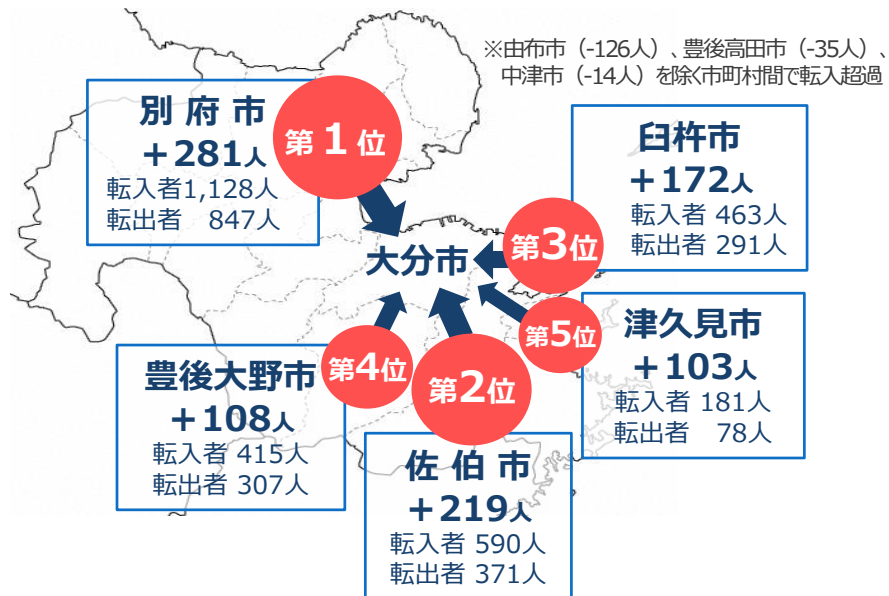 ※由布市（-126人）、豊後高田市（-35人）、
中津市（-14人）を除く市町村間で転入超過
別府市
+281人
転入者1,128人
転出者 847人
第1位
臼杵市
+172人
転入者 463人
転出者 291人
第3位
大分市
津久見市
+103人
転入者 181人
転出者 78人
第5位
豊後大野市
+108人
転入者 415人
転出者 307人
第4位
第2位
佐伯市
+219人
転入者 590人
転出者 371人